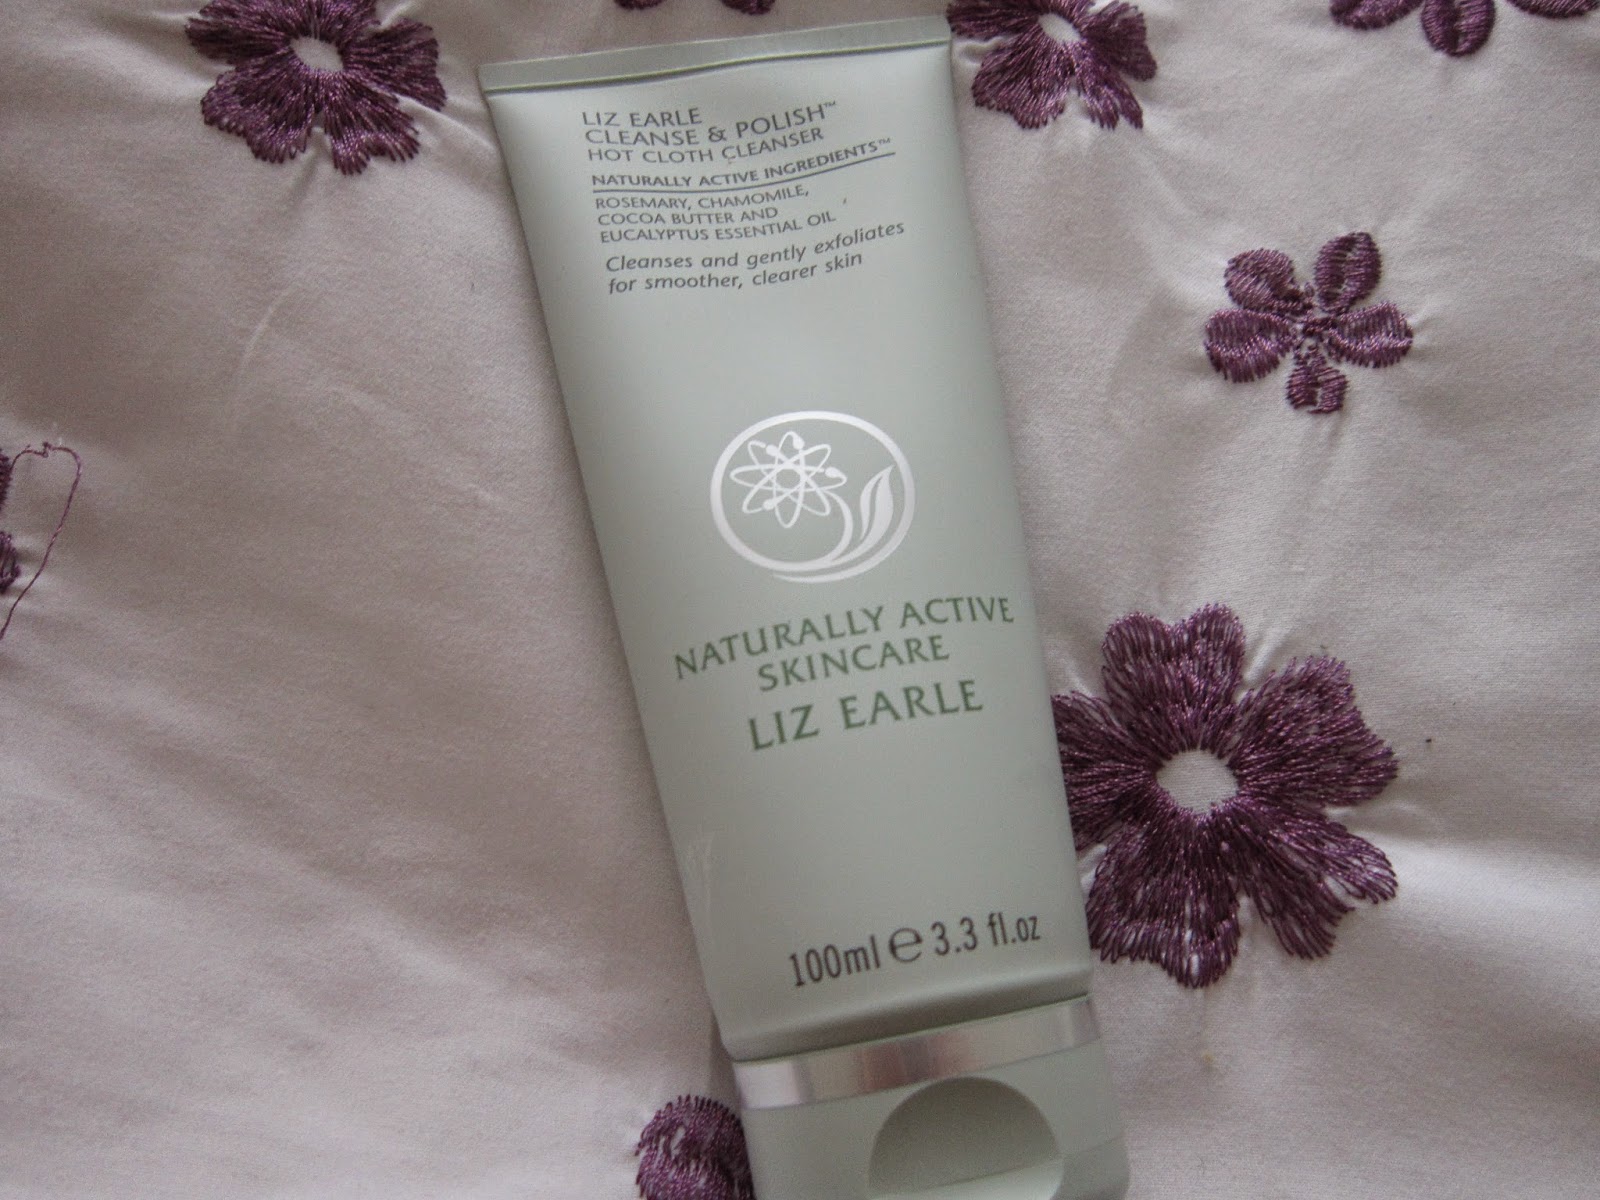 LIZ EARLE
CLEANSE & POLISH™
HOT CLOTH CLEANSER
NATURALLY ACTIVE INGREDIENTS™
ROSEMARY, CHAMOMILE,
COCOA BUTTER AND
EUCALYPTUS ESSENTIAL OIL
Cleanses and gently exfoliates
for smoother, clearer skin
NATURALLY ACTIVE
SKINCARE
LIZ EARLE
100ml ℮ 3.3 fl.oz